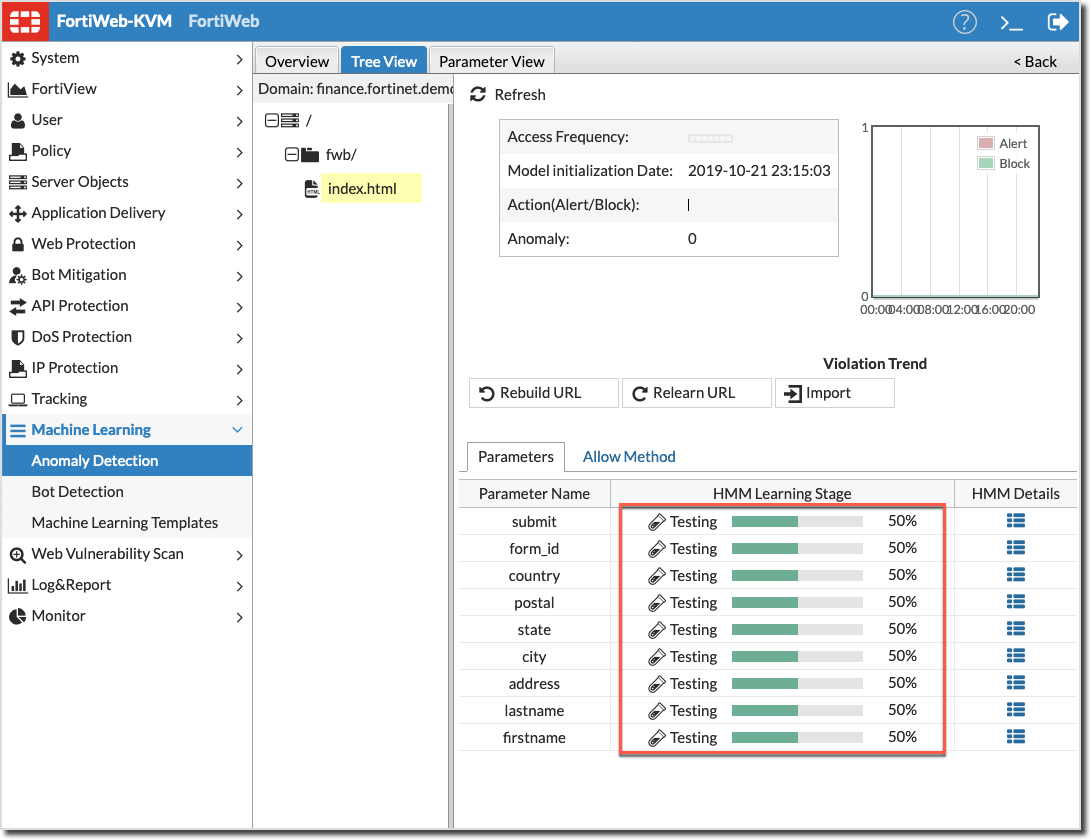 FortiWeb-KVM FortiWeb
System
FortiView
User
Policy
Server Objects
Application Delivery
Web Protection
Bot Mitigation
API Protection
DoS Protection
IP Protection
Tracking
Machine Learning
Anomaly Detection
Bot Detection
Machine Learning Templates
Web Vulnerability Scan
Log&Report
Monitor
Overview Tree View Parameter View < Back
Domain: finance.fortinet.demo
/
fwb/
index.html
Refresh
Access Frequency:
Model initialization Date: 2019-10-21 23:15:03
Action(Alert/Block): |
Anomaly: 0
1
Alert
Block
0
00:00 04:00 08:00 12:00 16:00 20:00
Violation Trend
Rebuild URL Relearn URL Import
Parameters Allow Method
Parameter Name HMM Learning Stage HMM Details
submit Testing 50%
form_id Testing 50%
country Testing 50%
postal Testing 50%
state Testing 50%
city Testing 50%
address Testing 50%
lastname Testing 50%
firstname Testing 50%